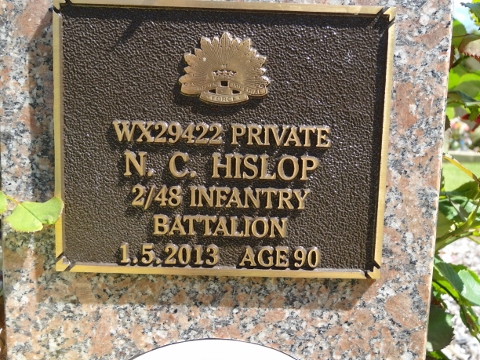 WX29422 PRIVATE
N. C. HISLOP
2/48 INFANTRY
BATTALION
1.5.2013 AGE 90